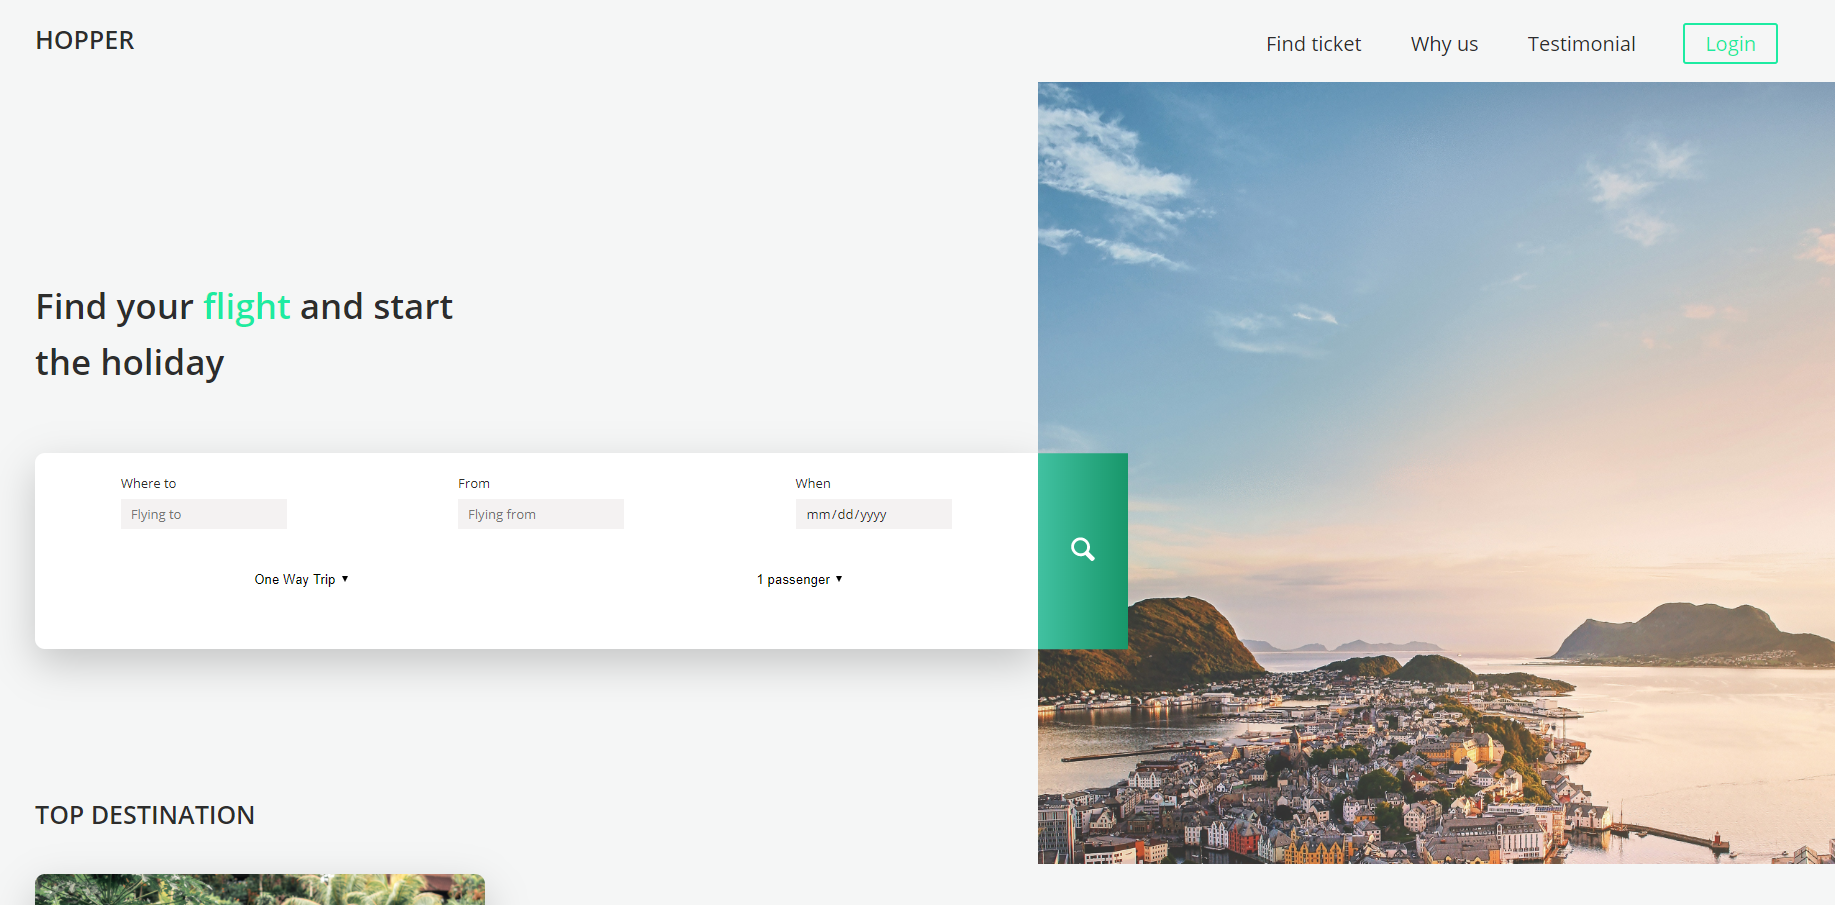 HOPPER
Find ticket Why us Testimonial Login
Find your flight and start
the holiday
Where to From When
Flying to Flying from mm/dd/yyyy
One Way Trip 1 passenger
TOP DESTINATION